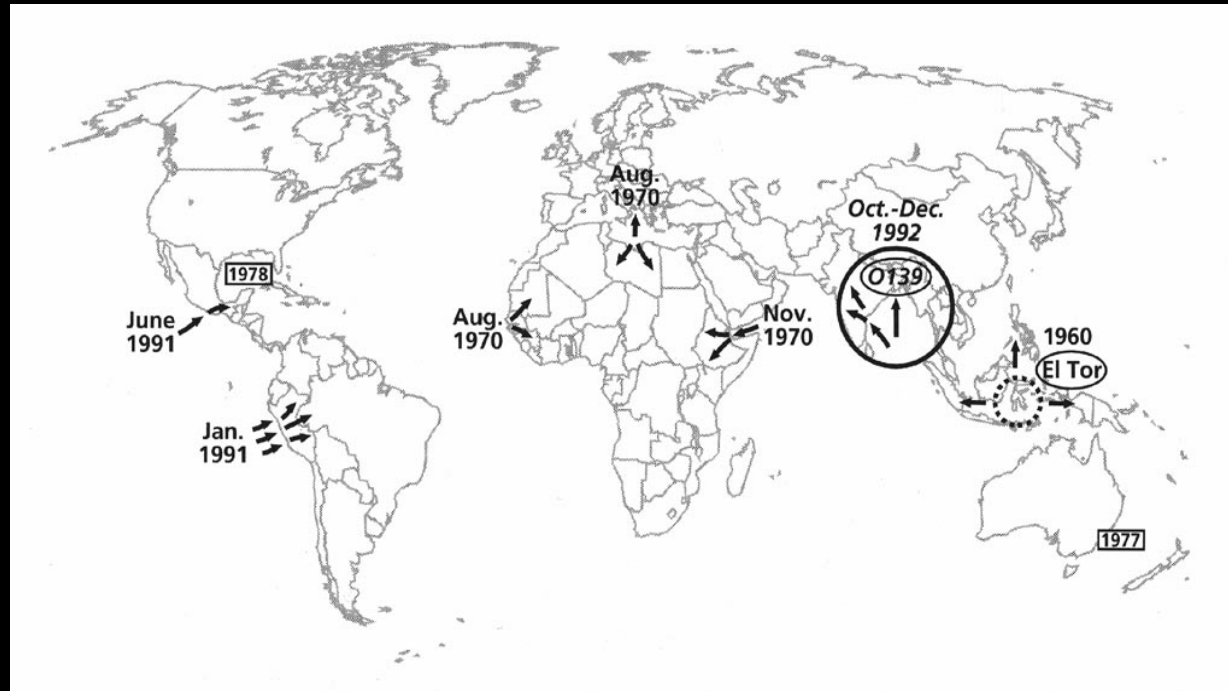 Aug.
1970
Oct.-Dec.
1992
O139
1978
June
1991
Aug.
1970
Nov.
1970
1960
El Tor
Jan.
1991
1977